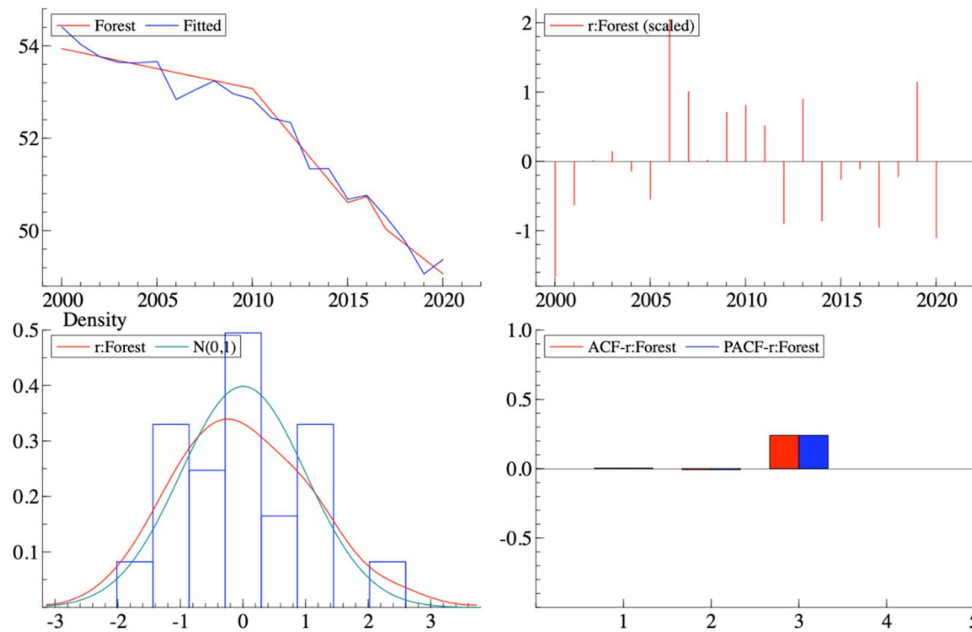 Forest Fitted
54
52
50
2000 2005 2010 2015 2020
r:Forest (scaled)
2
1
0
-1
2000 2005 2010 2015 2020
Density
r:Forest N(0,1)
0.5
0.4
0.3
0.2
0.1
-3 -2 -1 0 1 2 3
ACF-r:Forest PACF-r:Forest
1.0
0.5
0.0
-0.5
1 2 3 4 5